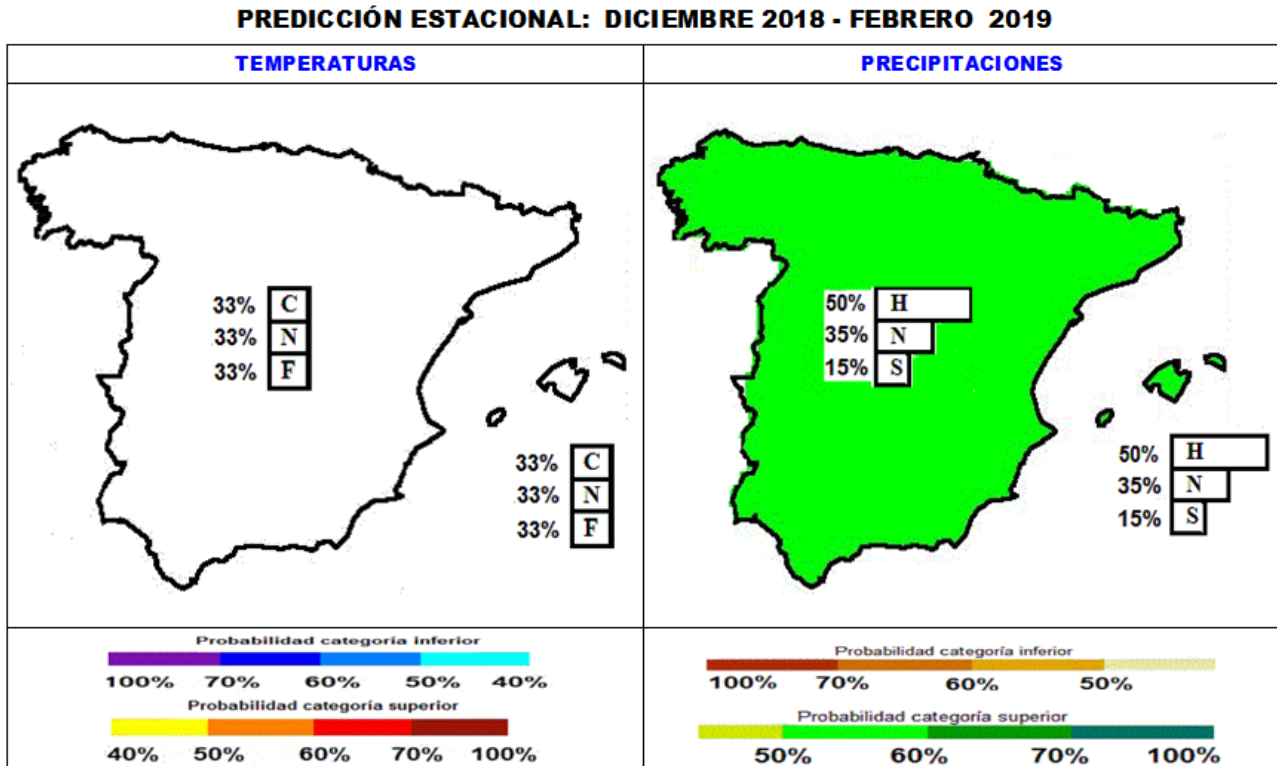 PREDICCIÓN ESTACIONAL: DICIEMBRE 2018 - FEBRERO 2019
TEMPERATURAS
33% C
33% N
33% F
33% C
33% N
33% F
Probabilidad categoría inferior
100% 70% 60% 50% 40%
Probabilidad categoría superior
40% 50% 60% 70% 100%
PRECIPITACIONES
50% H
35% N
15% S
50% H
35% N
15% S
Probabilidad categoría inferior
100% 70% 60% 50%
Probabilidad categoría superior
50% 60% 70% 100%